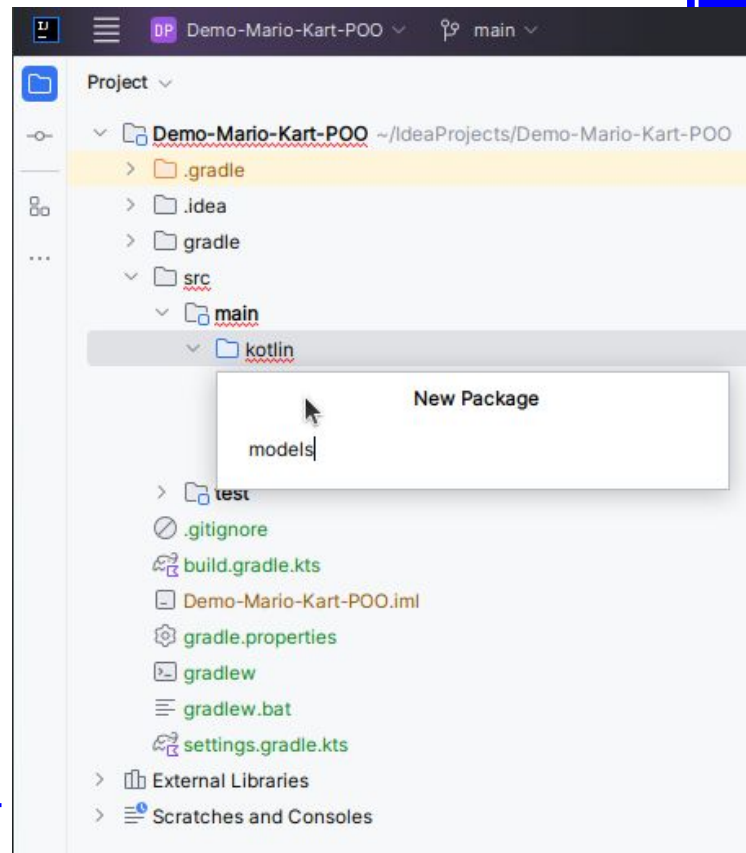 IJ
DP Demo-Mario-Kart-POO main
Project
Demo-Mario-Kart-POO ~/IdeaProjects/Demo-Mario-Kart-POO
.gradle
.idea
gradle
src
main
kotlin
New Package
models
test
.gitignore
build.gradle.kts
Demo-Mario-Kart-POO.iml
gradle.properties
gradlew
gradlew.bat
settings.gradle.kts
External Libraries
Scratches and Consoles